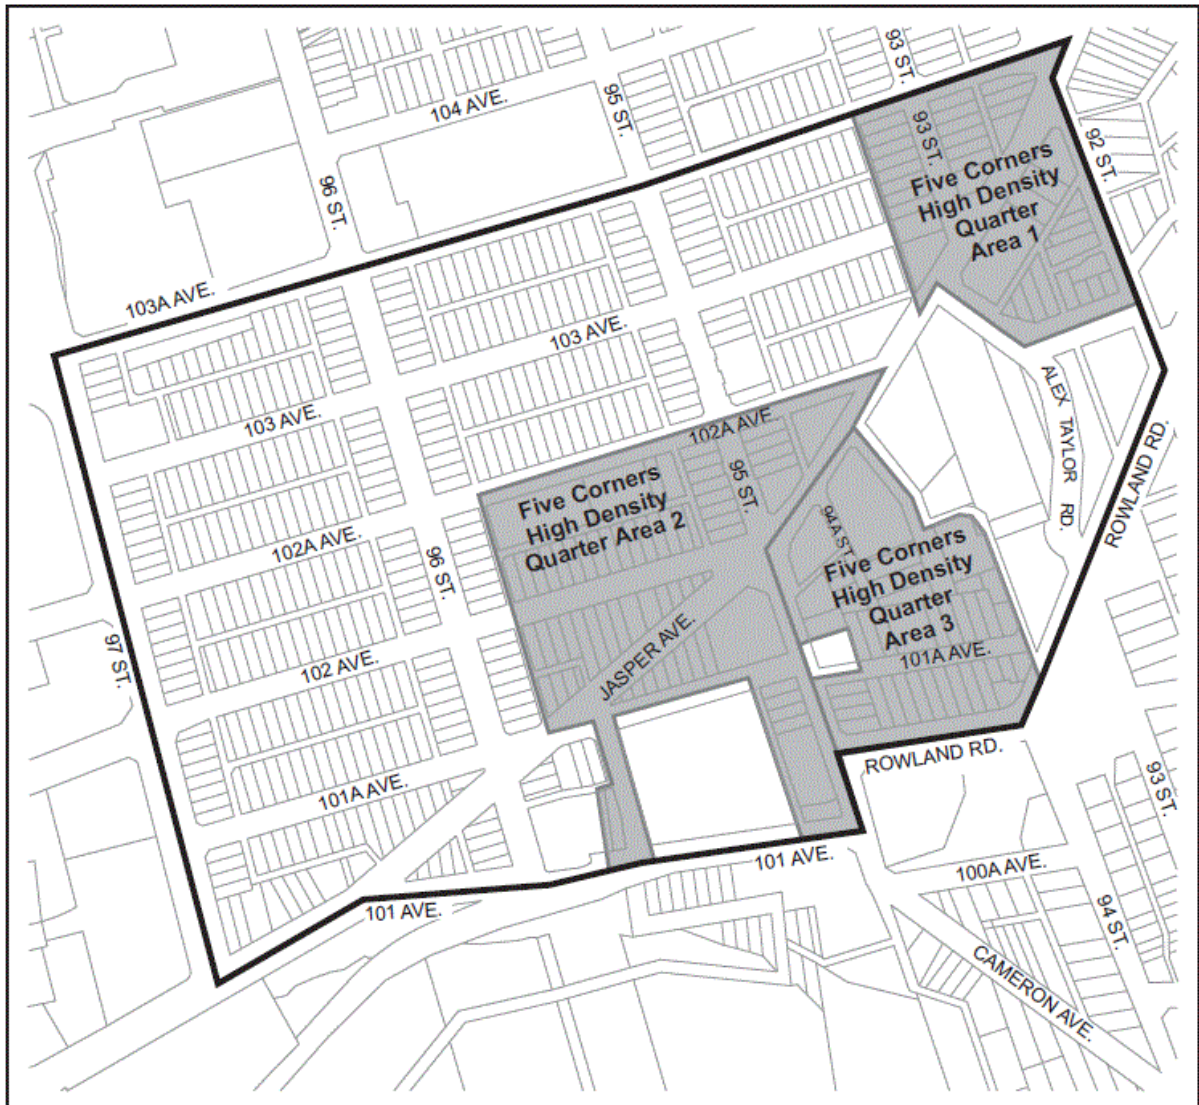 93 ST.
104 AVE.
95 ST.
93 ST.
92 ST.
96 ST.
Five Corners
High Density
Quarter
Area 1
103A AVE.
103 AVE.
103 AVE.
ALEX TAYLOR RD.
ROWLAND RD.
102A AVE.
95 ST.
Five Corners
High Density
Quarter Area 2
94A ST.
102A AVE.
96 ST.
Five Corners
High Density
Quarter
Area 3
97 ST.
102 AVE.
JASPER AVE.
101A AVE.
ROWLAND RD.
101A AVE.
93 ST.
101 AVE.
100A AVE.
101 AVE.
94 ST.
CAMERON AVE.